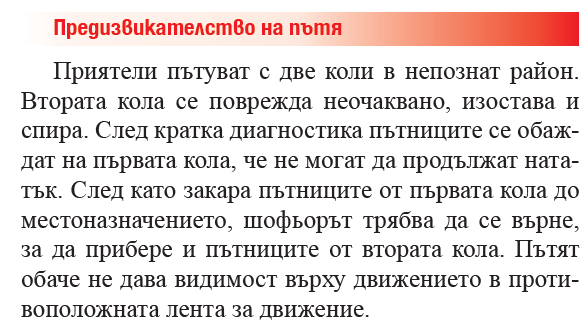 Предизвикателство на пътя
Приятели пътуват с две коли в непознат район.
Втората кола се поврежда неочаквано, изостава и
спира. След кратка диагностика пътниците се обаж-
дат на първата кола, че не могат да продължат ната-
тък. След като закара пътниците от първата кола до
местоназначението, шофьорът трябва да се върне,
за да прибере и пътниците от втората кола. Пътят
обаче не дава видимост върху движението в проти-
воположната лента за движение.